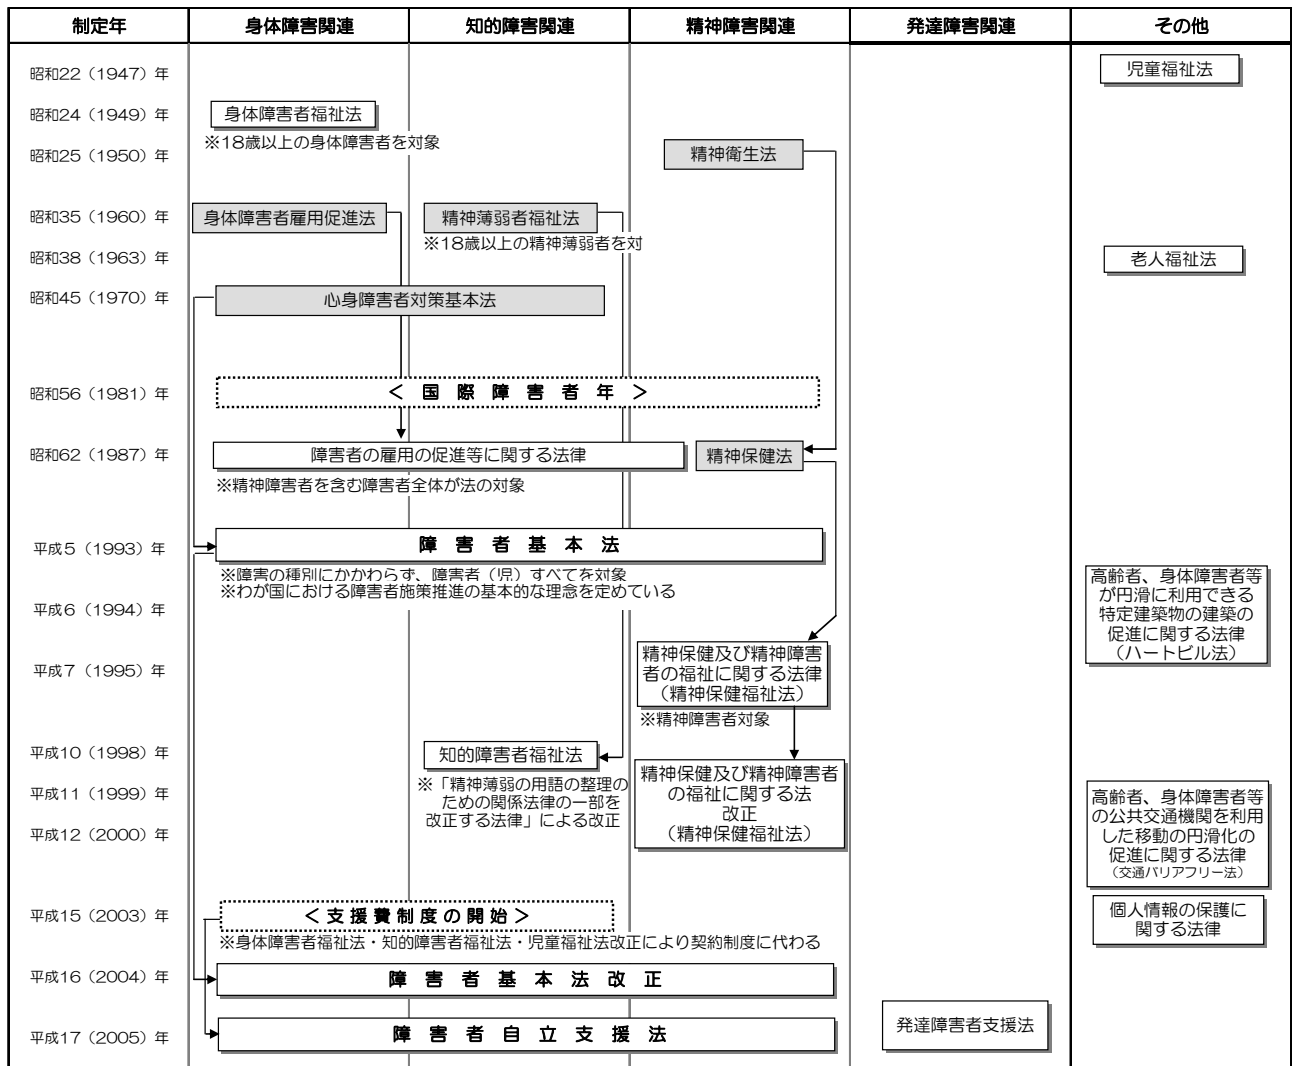 制定年
身体障害関連
知的障害関連
精神障害関連
発達障害関連
その他
昭和22（1947）年
児童福祉法
昭和24（1949）年
身体障害者福祉法
※18歳以上の身体障害者を対象
昭和25（1950）年
精神衛生法
昭和35（1960）年
身体障害者雇用促進法
精神薄弱者福祉法
※18歳以上の精神薄弱者を対
昭和38（1963）年
老人福祉法
昭和45（1970）年
心身障害者対策基本法
昭和56（1981）年
＜国際障害者年＞
昭和62（1987）年
障害者の雇用の促進等に関する法律
精神保健法
※精神障害者を含む障害者全体が法の対象
平成5（1993）年
障害者基本法
※障害の種別にかかわらず、障害者（児）すべてを対象
※わが国における障害者施策推進の基本的な理念を定めている
平成6（1994）年
高齢者、身体障害者等
が円滑に利用できる
特定建築物の建築の
促進に関する法律
（ハートビル法）
平成7（1995）年
精神保健及び精神障害
者の福祉に関する法律
（精神保健福祉法）
※精神障害者対象
平成10（1998）年
知的障害者福祉法
※「精神薄弱の用語の整理の
ための関係法律の一部を
改正する法律」による改正
精神保健及び精神障害者
の福祉に関する法
改正
（精神保健福祉法）
平成11（1999）年
平成12（2000）年
高齢者、身体障害者等
の公共交通機関を利用
した移動の円滑化の
促進に関する法律
（交通バリアフリー法）
平成15（2003）年
＜支援費制度の開始＞
※身体障害者福祉法・知的障害者福祉法・児童福祉法改正により契約制度に代わる
個人情報の保護に
関する法律
平成16（2004）年
障害者基本法改正
平成17（2005）年
障害者自立支援法
発達障害者支援法